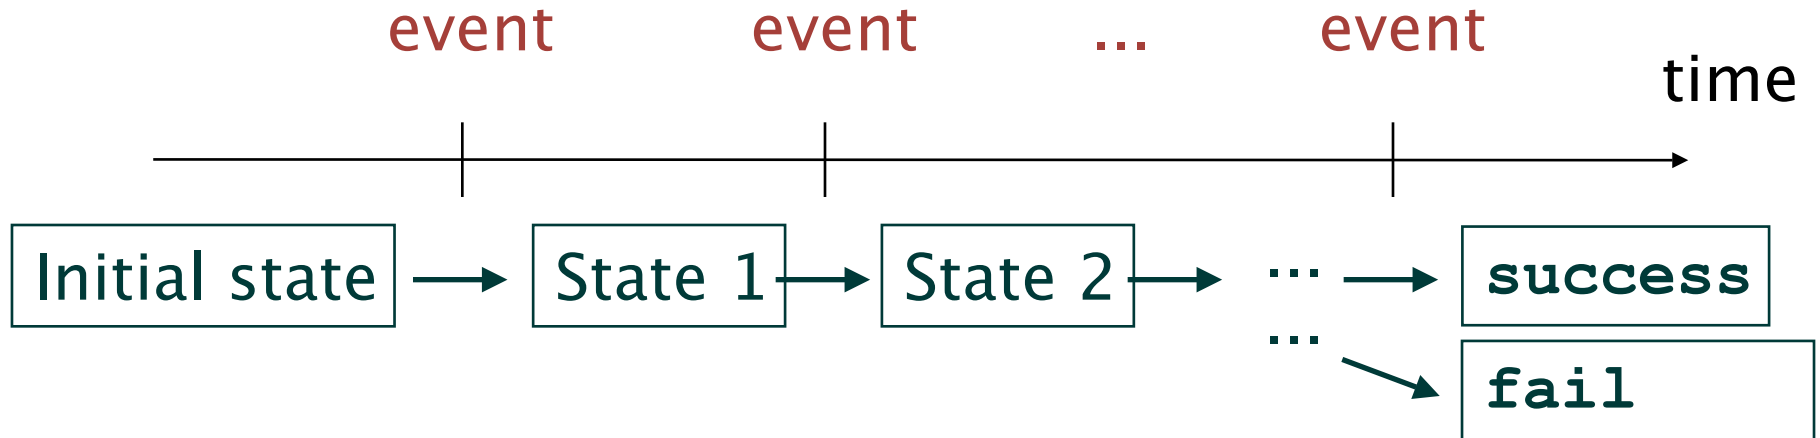 event event ... event
time
Initial state State 1 State 2 ... success
...
fail